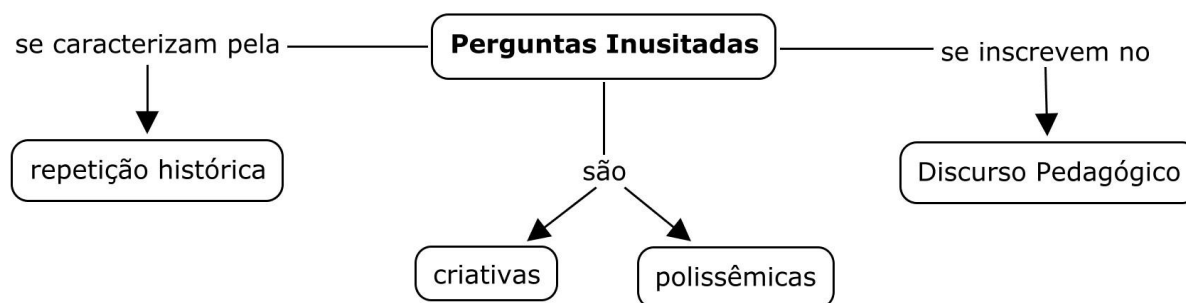 Perguntas Inusitadas
se caracterizam pela
se inscrevem no
repetição histórica
são
Discurso Pedagógico
criativas
polissêmicas